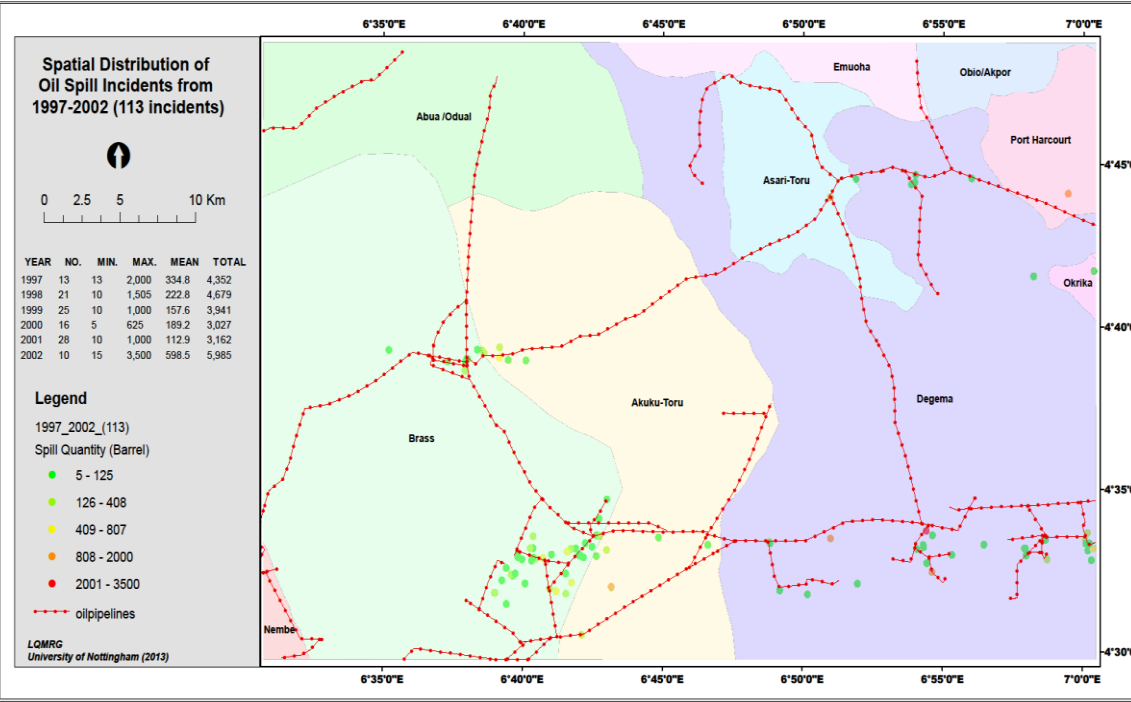 Spatial Distribution of
Oil Spill Incidents from
1997-2002 (113 incidents)
0 2.5 5 10 Km
YEAR NO. MIN. MAX. MEAN TOTAL
1997 13 13 2,000 334.8 4,352
1998 21 10 1,505 222.8 4,679
1999 25 10 1,000 157.6 3,941
2000 16 5 625 189.2 3,027
2001 28 10 1,000 112.9 3,162
2002 10 15 3,500 598.5 5,985
Legend
1997_2002_(113)
Spill Quantity (Barrel)
5 - 125
126 - 408
409 - 807
808 - 2000
2001 - 3500
oilpipelines
LQMRG
University of Nottingham (2013)
6°35'0"E 6°40'0"E 6°45'0"E 6°50'0"E 6°55'0"E 7°0'0"E
Emuoha
Obio/Akpor
Abua /Odual
Port Harcourt
4°45'0"N
Asari-Toru
Okrika
4°40'0"N
Akuku-Toru
Degema
Brass
4°35'0"N
Nembe
4°30'0"N
6°35'0"E 6°40'0"E 6°45'0"E 6°50'0"E 6°55'0"E 7°0'0"E